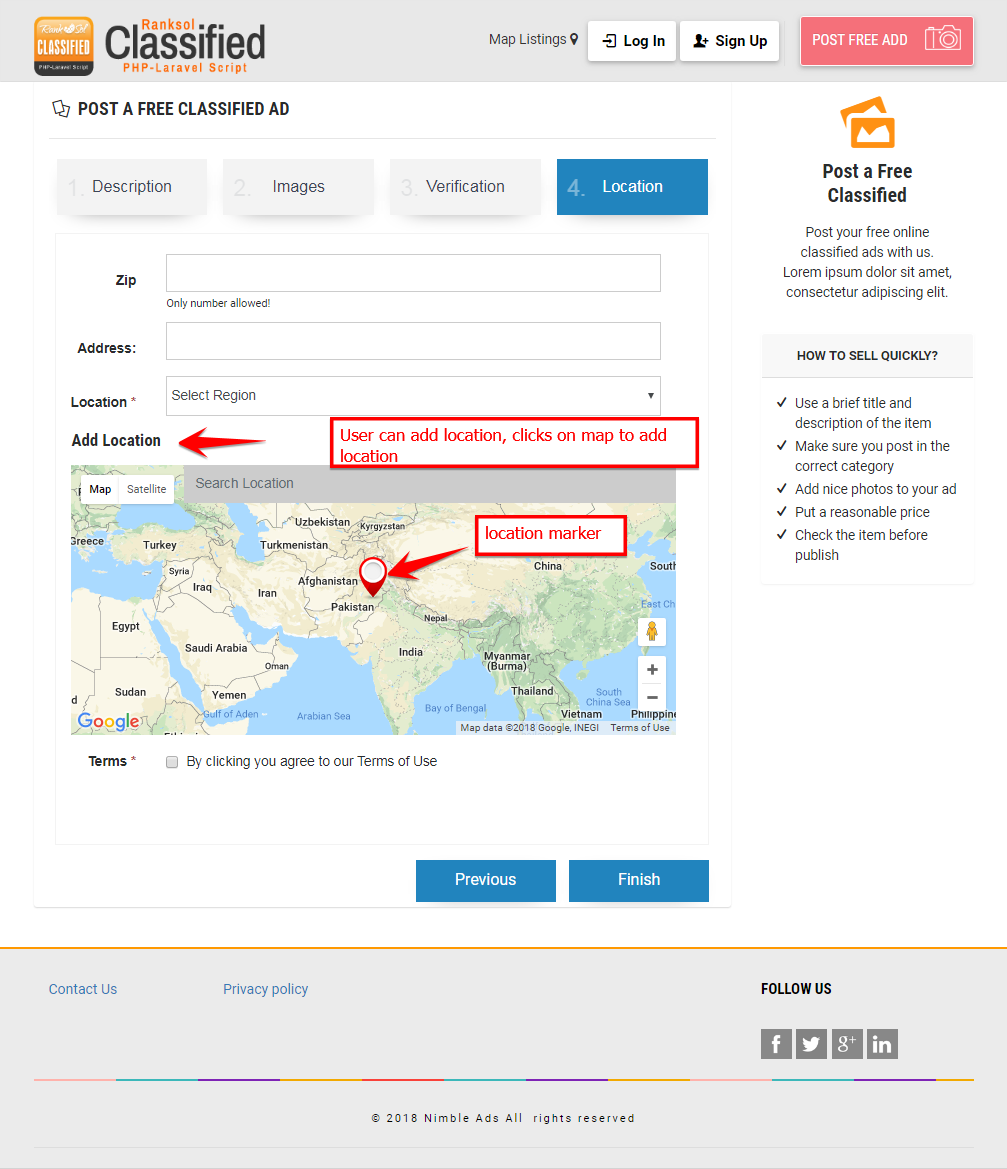 Rank Sol
CLASSIFIED
PHP-Laravel Script
Ranksol
Classified
PHP-Laravel Script
Map Listings
Log In
Sign Up
POST FREE ADD
POST A FREE CLASSIFIED AD
1. Description
2. Images
3. Verification
4. Location
Zip
Only number allowed!
Address:
Location *
Select Region
Add Location
User can add location, clicks on map to add
location
Map
Satellite
Search Location
location marker
Uzbekistan
Kyrgyzstan
Greece
Turkey
Turkmenistan
China
South
Syria
Afghanistan
Iraq
Iran
Pakistan
East Ch
Nepal
Egypt
India
Saudi Arabia
Myanmar
(Burma)
Oman
Sudan
Yemen
Thailand
South
China Sea
Gulf of Aden
Arabian Sea
Bay of Bengal
Vietnam
Philippine
d
Google
Map data ©2018 Google, INEGI
Terms of Use
Terms *
By clicking you agree to our Terms of Use
Previous
Finish
Post a Free
Classified
Post your free online
classified ads with us.
Lorem ipsum dolor sit amet,
consectetur adipiscing elit.
HOW TO SELL QUICKLY?
Use a brief title and
description of the item
Make sure you post in the
correct category
Add nice photos to your ad
Put a reasonable price
Check the item before
publish
Contact Us
Privacy policy
FOLLOW US
© 2018 Nimble Ads All rights reserved